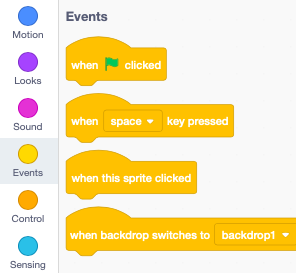 Motion
Looks
Sound
Events
Control
Sensing
Events
when clicked
when space key pressed
when this sprite clicked
when backdrop switches to backdrop1